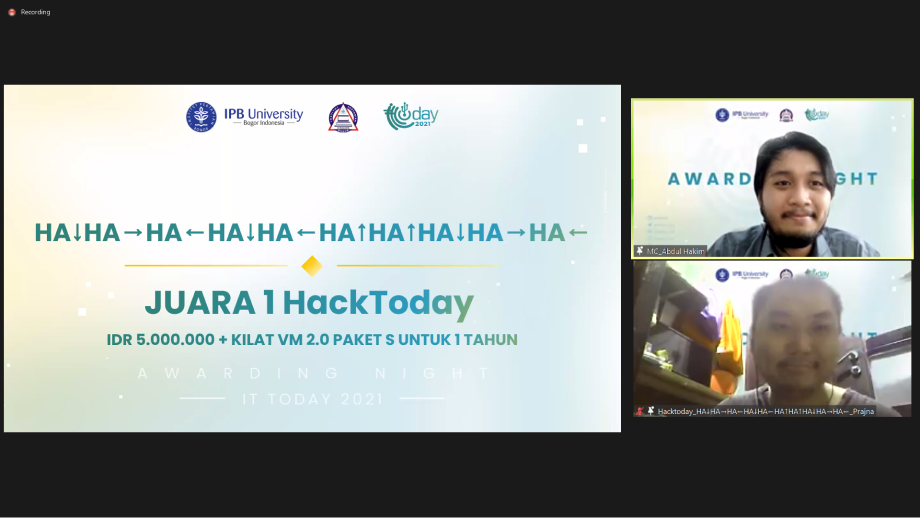 Recording
IPB University
Bogor Indonesia
today
2021
HA↓HA→HA←HA↓HA←HA↑HA↑HA↓HA→HA←
JUARA 1 HackToday
IDR 5.000.000 + KILAT VM 2.0 PAKET S UNTUK 1 TAHUN
AWARDING NIGHT
IT TODAY 2021
IPB University
AWARD GHT
MC_Abdul Hakim
IPB University
Hacktoday_HA↓HA→HA←HA↓HA←HA↑HA↑HA↓HA→HA←_Prajna